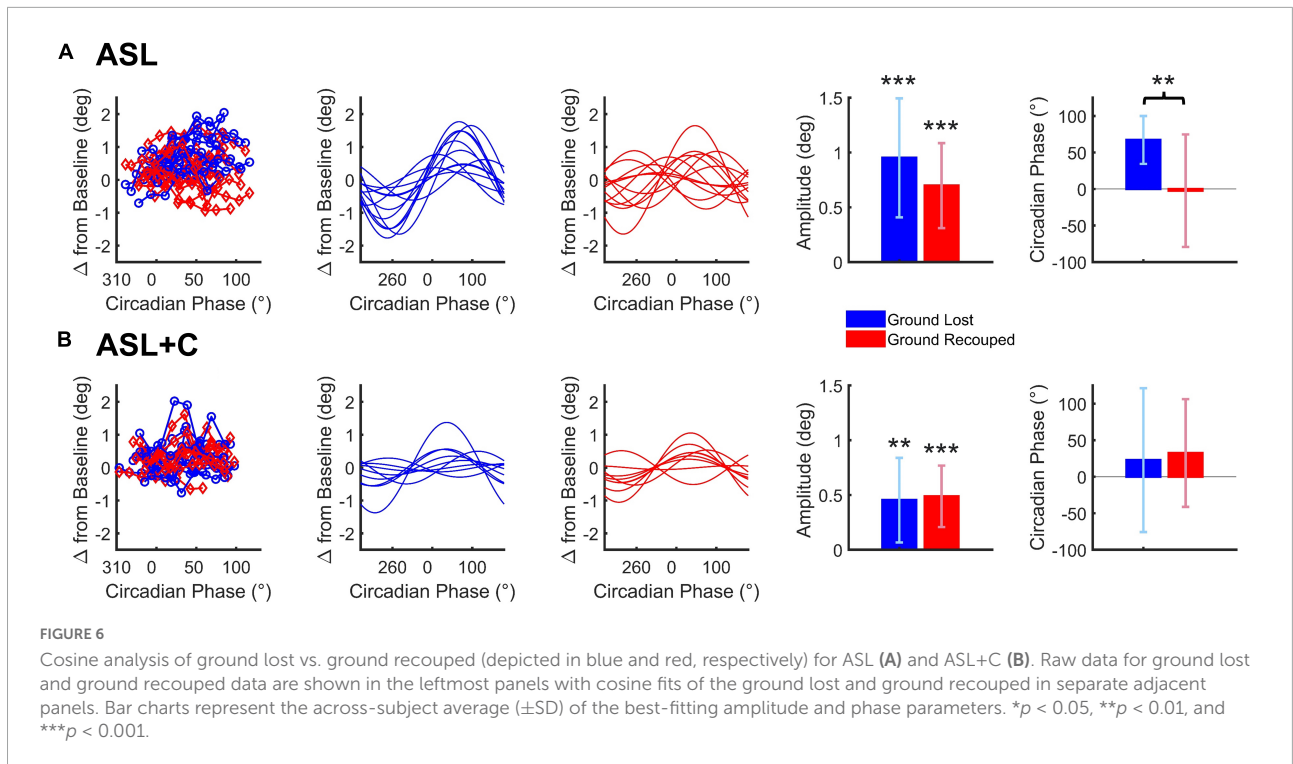 A ASL
Δ from Baseline (deg)
2
1
0
-1
-2
310 0 50 100
Circadian Phase (°)
Δ from Baseline (deg)
2
1
0
-1
-2
260 0 100
Circadian Phase (°)
Δ from Baseline (deg)
2
1
0
-1
-2
260 0 100
Circadian Phase (°)
Amplitude (deg)
1.5
1
0.5
0
***
***
Circadian Phase (°)
100
50
0
-50
-100
**
Ground Lost
Ground Recouped
B ASL+C
Δ from Baseline (deg)
2
1
0
-1
-2
310 0 50 100
Circadian Phase (°)
Δ from Baseline (deg)
2
1
0
-1
-2
260 0 100
Circadian Phase (°)
Δ from Baseline (deg)
2
1
0
-1
-2
260 0 100
Circadian Phase (°)
Amplitude (deg)
1.5
1
0.5
0
**
***
Circadian Phase (°)
100
50
0
-50
-100
FIGURE 6
Cosine analysis of ground lost vs. ground recouped (depicted in blue and red, respectively) for ASL (A) and ASL+C (B). Raw data for ground lost
and ground recouped data are shown in the leftmost panels with cosine fits of the ground lost and ground recouped in separate adjacent
panels. Bar charts represent the across-subject average (±SD) of the best-fitting amplitude and phase parameters. *p < 0.05, **p < 0.01, and
***p < 0.001.